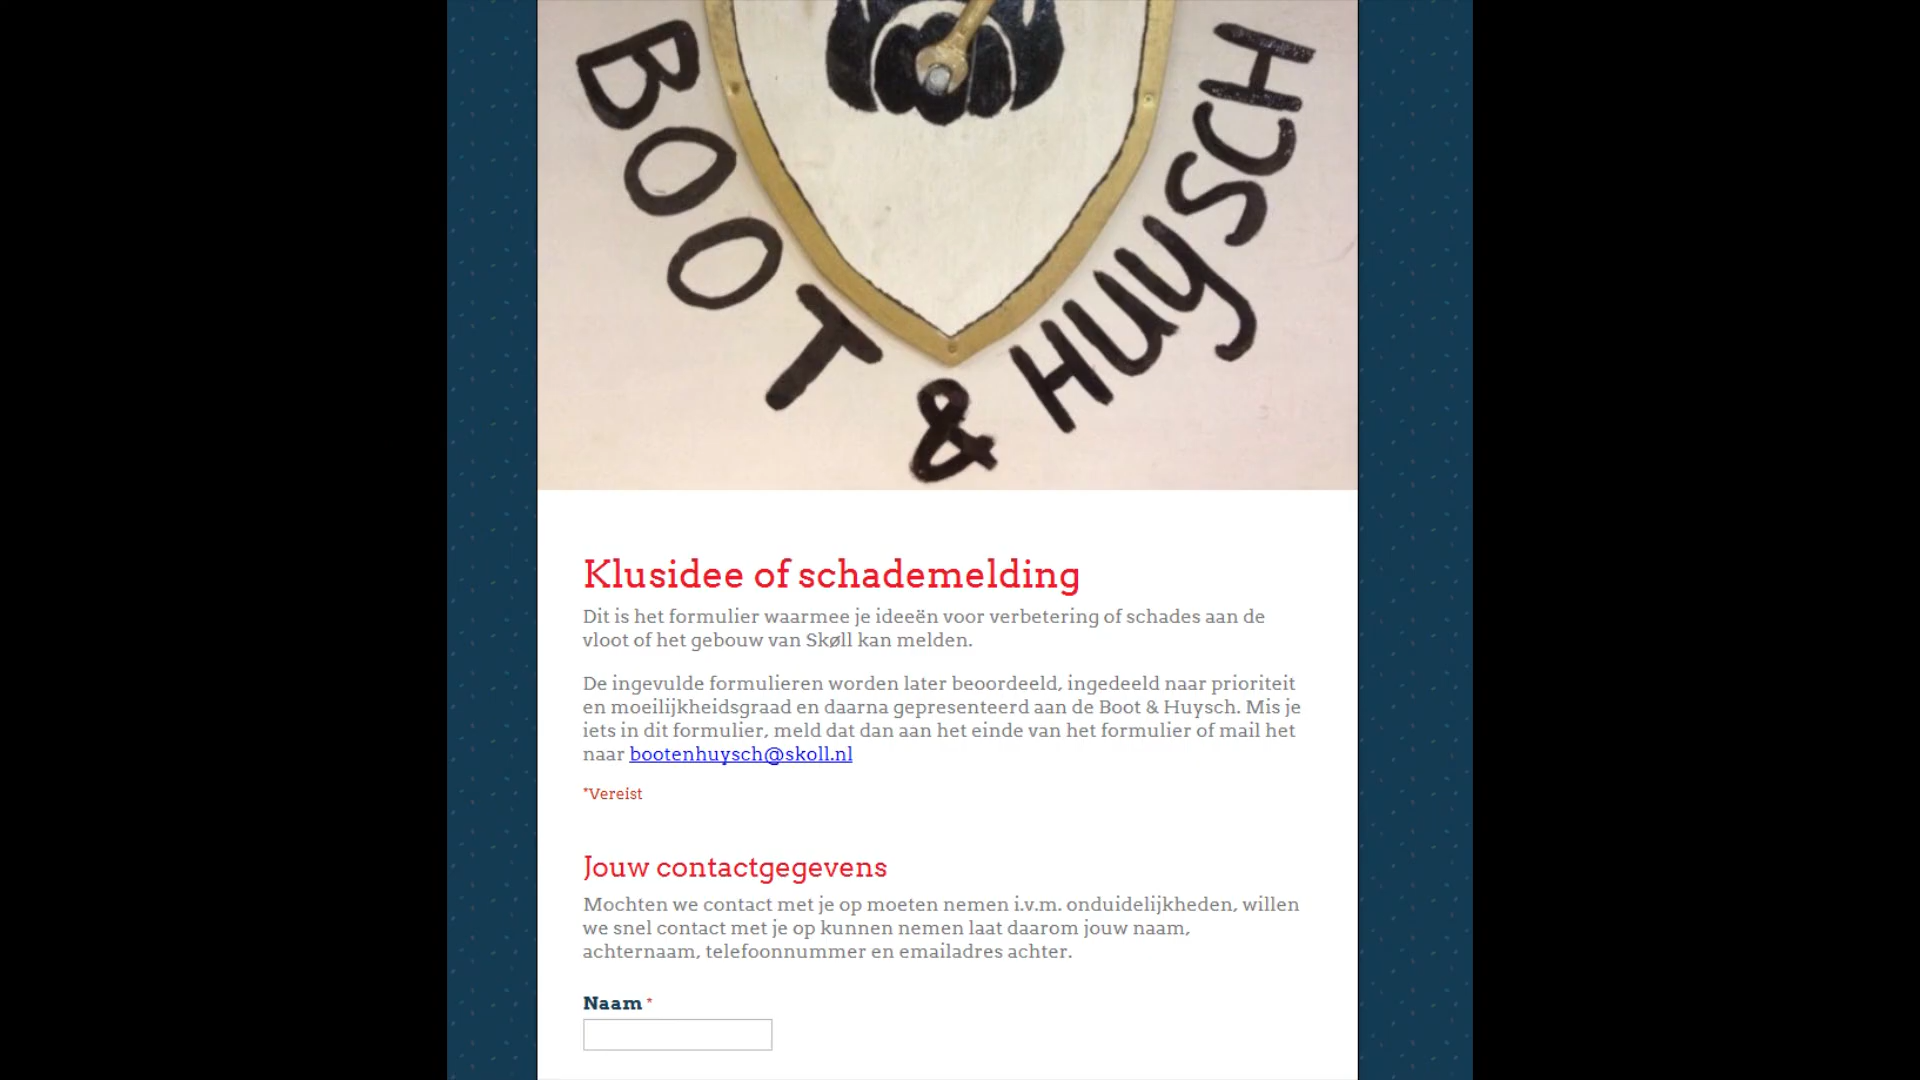 BOOT & HUYSCH
Klusidee of schademelding
Dit is het formulier waarmee je ideeën voor verbetering of schades aan de
vloot of het gebouw van Skøll kan melden.
De ingevulde formulieren worden later beoordeeld, ingedeeld naar prioriteit
en moeilijkheidsgraad en daarna gepresenteerd aan de Boot & Huysch. Mis je
iets in dit formulier, meld dat dan aan het einde van het formulier of mail het
naar bootenhuysch@skoll.nl
*Vereist
Jouw contactgegevens
Mochten we contact met je op moeten nemen i.v.m. onduidelijkheden, willen
we snel contact met je op kunnen nemen laat daarom jouw naam,
achternaam, telefoonnummer en emailadres achter.
Naam *